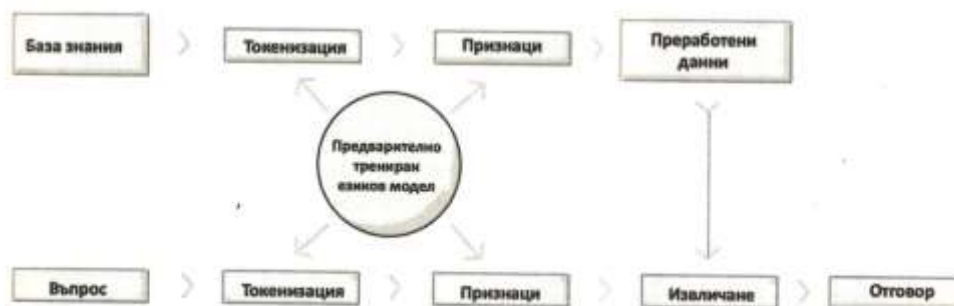 База знания
Токенизация
Признаци
Преработени
данни
Предварително
трениран
езиков модел
Въпрос
Токенизация
Признаци
Извличане
Отговор